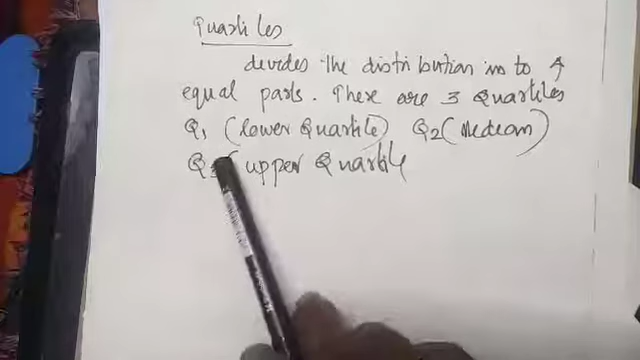 Quartiles
devides the distribution in to 4
equal parts. There are 3 Quartiles
Q1 (lower Quartile) Q2 (Median)
Q3 (upper Quartile